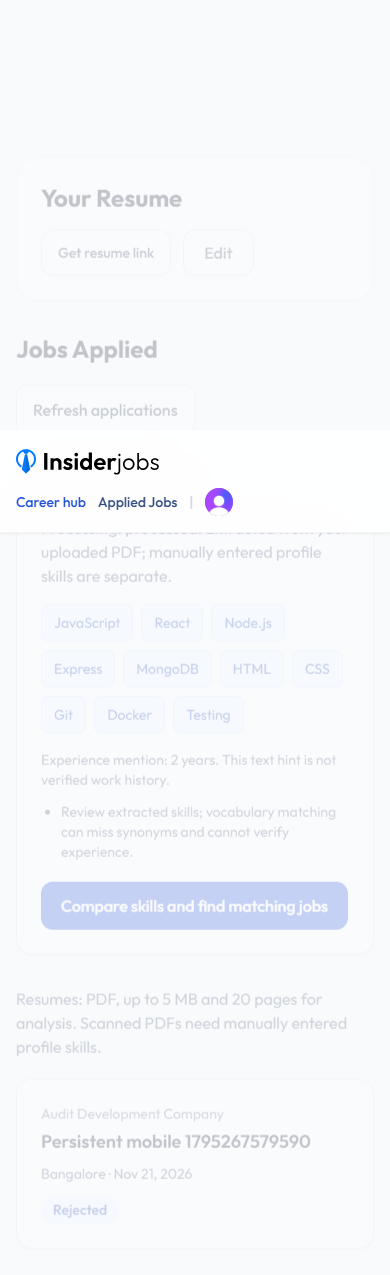 Your Resume
Get resume link
Edit
Jobs Applied
Refresh applications
Insiderjobs
Career hub
Applied Jobs
|
uploaded PDF; manually entered profile
skills are separate.
JavaScript
React
Node.js
Express
MongoDB
HTML
CSS
Git
Docker
Testing
Experience mention: 2 years. This text hint is not
verified work history.
• Review extracted skills; vocabulary matching
can miss synonyms and cannot verify
experience.
Compare skills and find matching jobs
Resumes: PDF, up to 5 MB and 20 pages for
analysis. Scanned PDFs need manually entered
profile skills.
Audit Development Company
Persistent mobile 1795267579590
Bangalore · Nov 21, 2026
Rejected